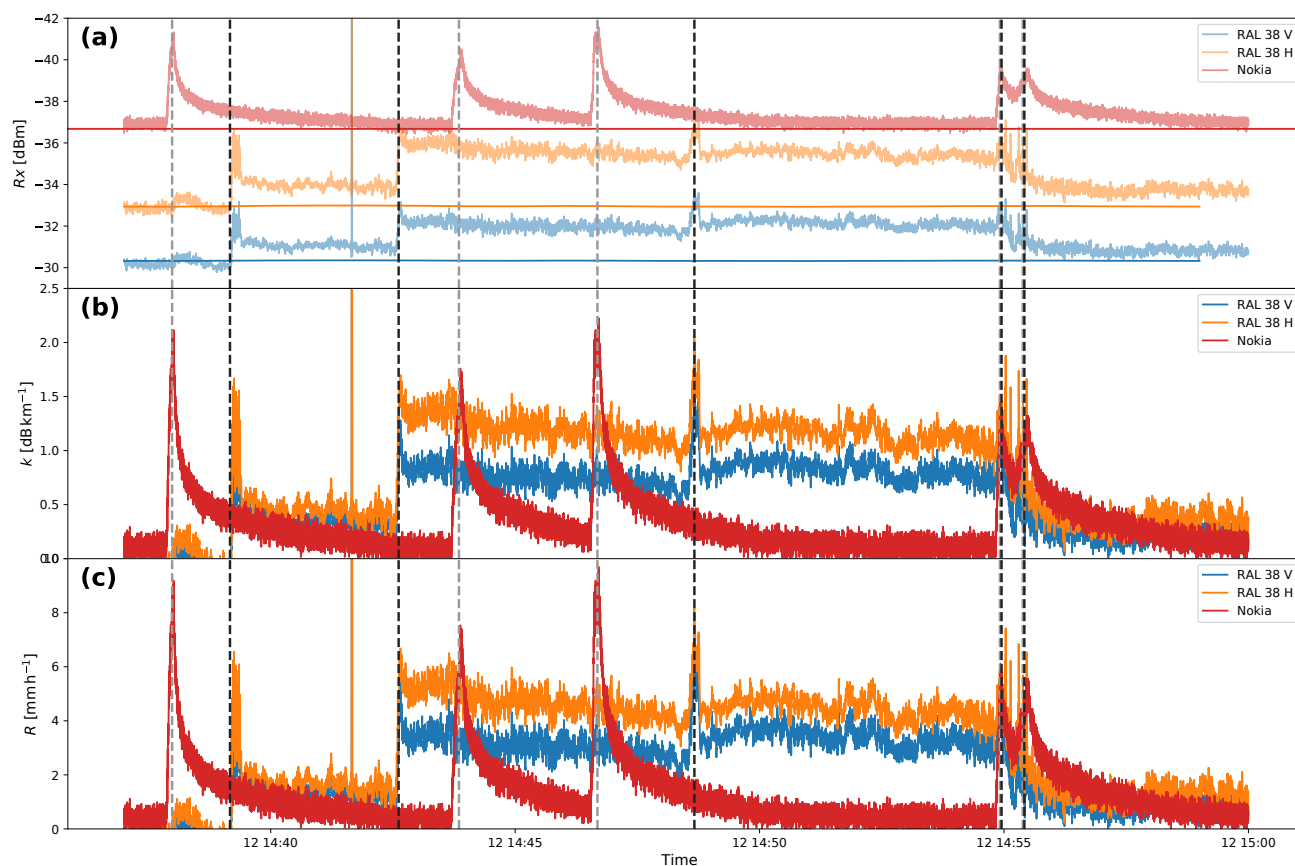 (a)
−42
−40
−38
−36
−34
−32
−30
Rx [dBm]
RAL 38 V
RAL 38 H
Nokia
(b)
2.5
2.0
1.5
1.0
0.5
0.0
k [dB km⁻¹]
RAL 38 V
RAL 38 H
Nokia
(c)
10
8
6
4
2
0
R [mm h⁻¹]
RAL 38 V
RAL 38 H
Nokia
12 14:40
12 14:45
12 14:50
12 14:55
12 15:00
Time